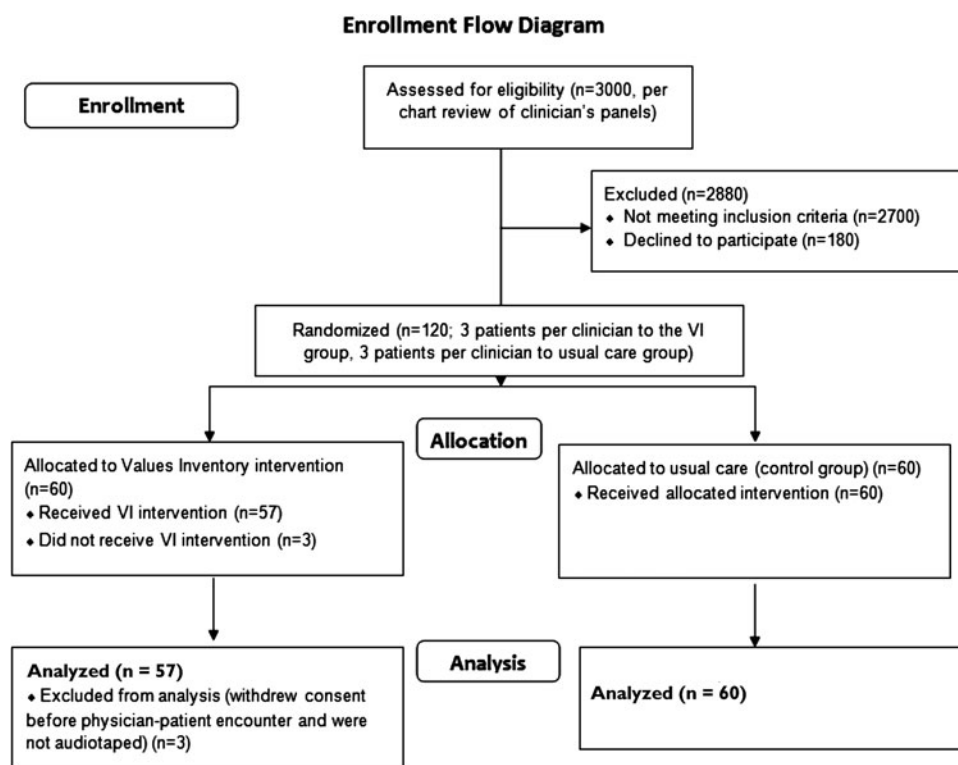 Enrollment Flow Diagram
Enrollment
Assessed for eligibility (n=3000, per
chart review of clinician's panels)
Excluded (n=2880)
♦ Not meeting inclusion criteria (n=2700)
♦ Declined to participate (n=180)
Randomized (n=120; 3 patients per clinician to the VI
group, 3 patients per clinician to usual care group)
Allocation
Allocated to Values Inventory intervention
(n=60)
♦ Received VI intervention (n=57)
♦ Did not receive VI intervention (n=3)
Allocated to usual care (control group) (n=60)
♦ Received allocated intervention (n=60)
Analysis
Analyzed (n = 57)
♦ Excluded from analysis (withdrew consent
before physician-patient encounter and were
not audiotaped) (n=3)
Analyzed (n = 60)